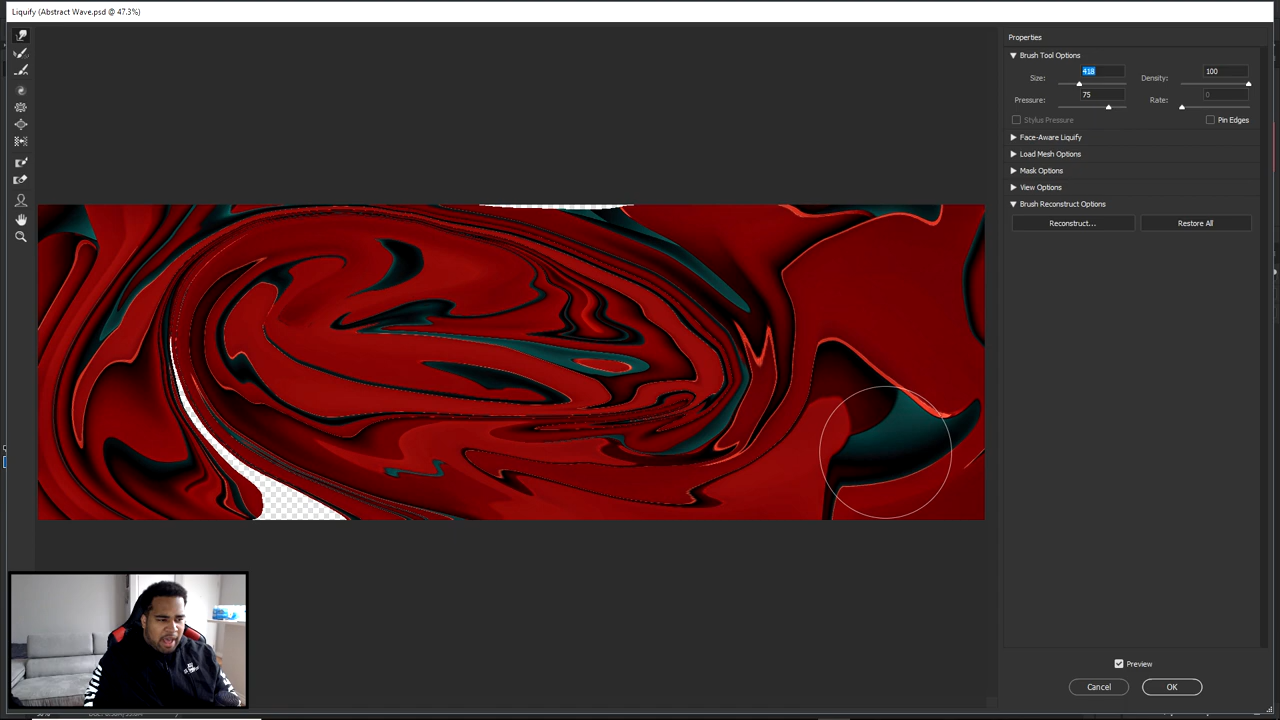 Liquify (Abstract Wave.psd @ 47.3%)
Properties
Brush Tool Options
Size: 418 Density: 100
Pressure: 75 Rate: 0
Stylus Pressure Pin Edges
Face-Aware Liquify
Load Mesh Options
Mask Options
View Options
Brush Reconstruct Options
Reconstruct... Restore All
Preview
Cancel OK